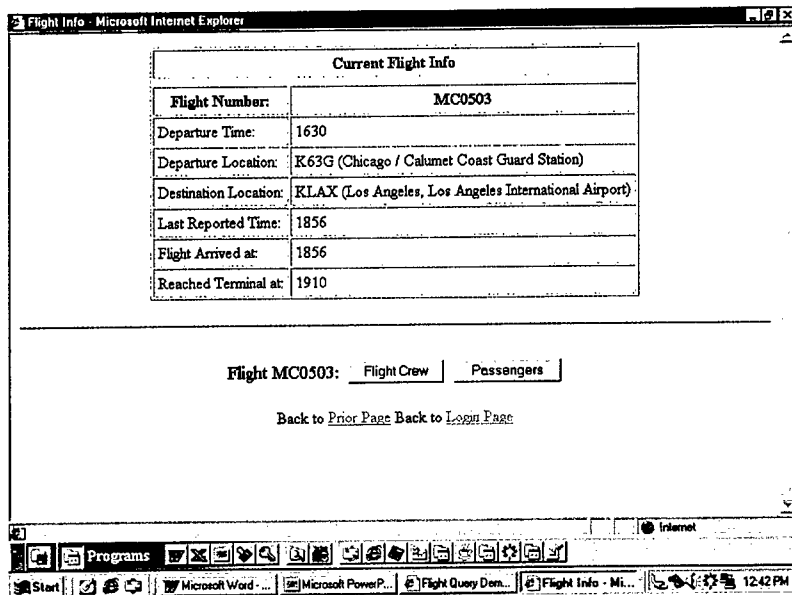 Flight Info - Microsoft Internet Explorer
Current Flight Info
Flight Number: MC0503
Departure Time: 1630
Departure Location: K63G (Chicago / Calumet Coast Guard Station)
Destination Location: KLAX (Los Angeles, Los Angeles International Airport)
Last Reported Time: 1856
Flight Arrived at: 1856
Reached Terminal at: 1910
Flight MC0503: Flight Crew Passengers
Back to Prior Page Back to Login Page
Internet
Programs
Start Microsoft Word - ... Microsoft PowerP... Flight Query Dem... Flight Info - Mi... 12:42 PM